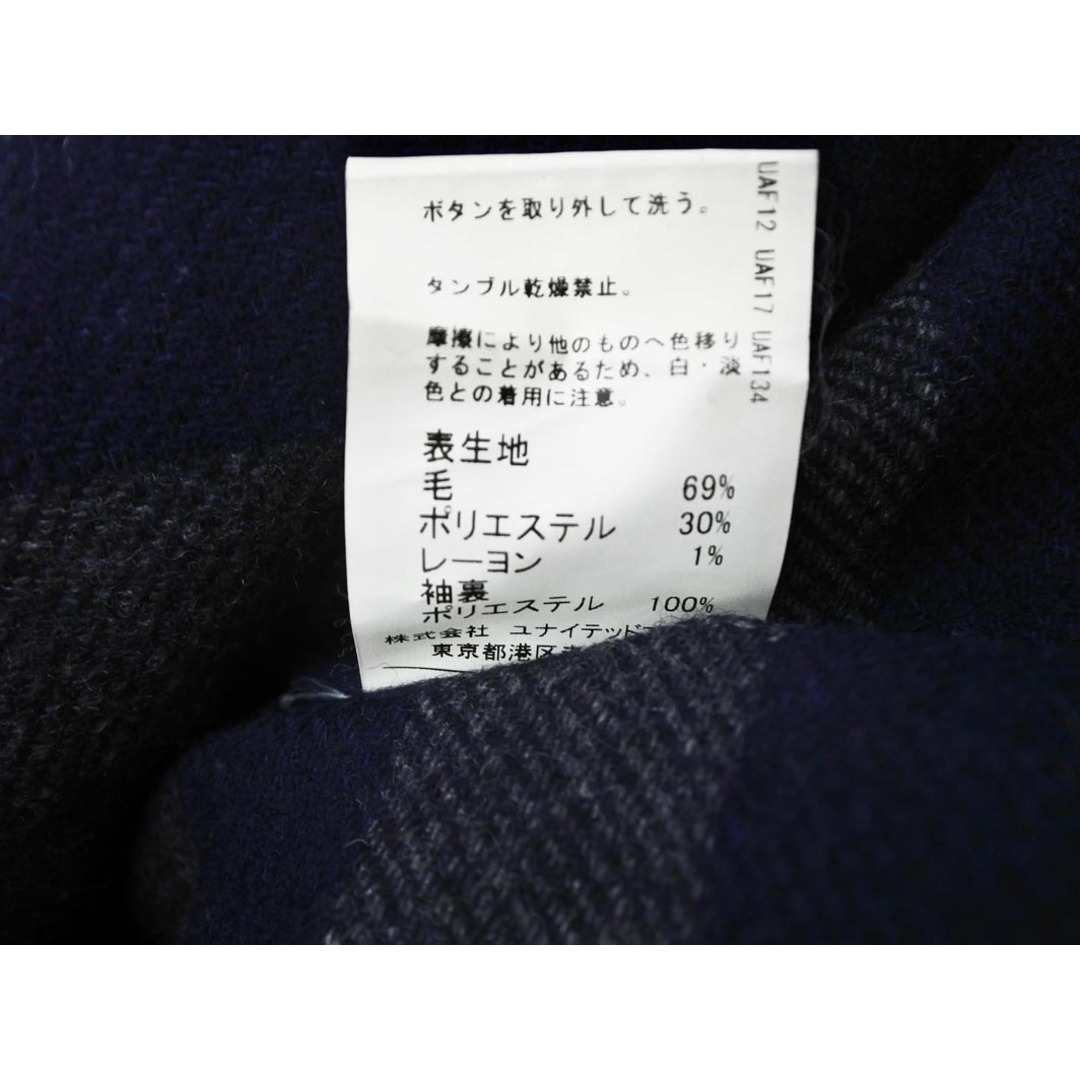 ボタンを取り外して洗う。
タンブル乾燥禁止。
摩擦により他のものへ色移り
することがあるため、白・淡
色との着用に注意。
表生地
毛 69%
ポリエステル 30%
レーヨン 1%
袖裏
ポリエステル 100%
株式会社 ユナイテッド
東京都港区
UAF12 UAF17 UAF134